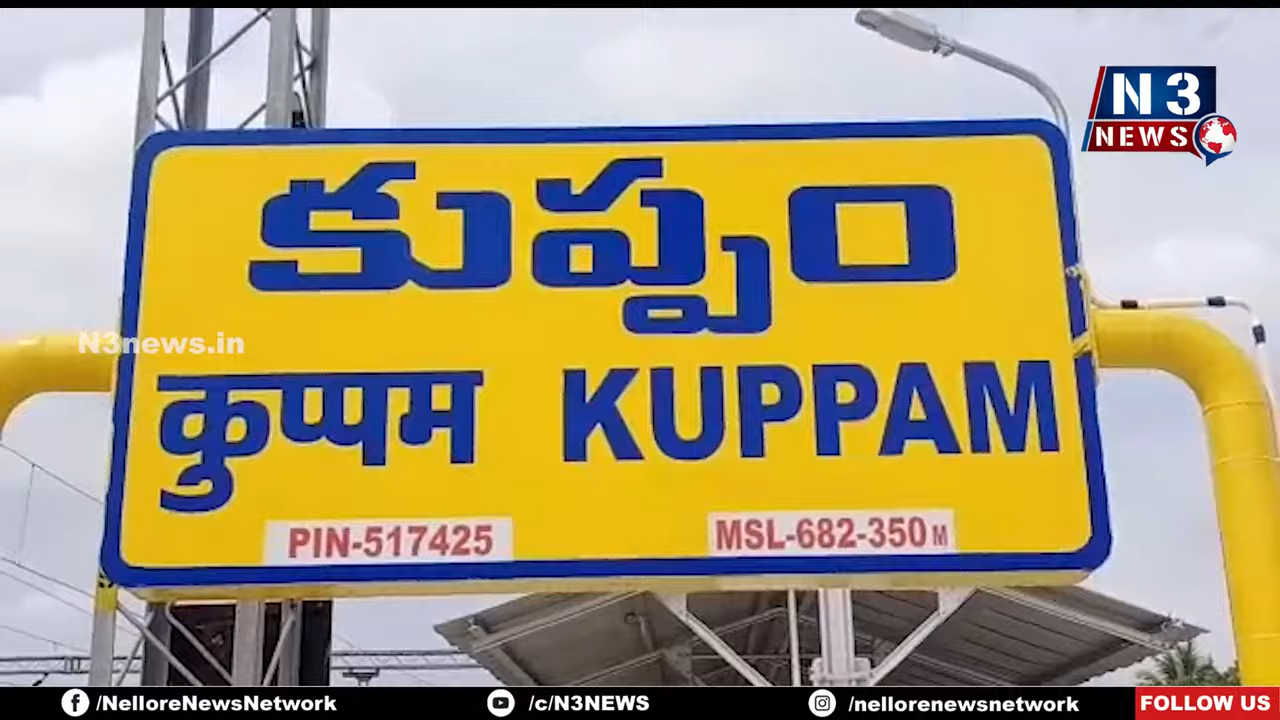 N3
NEWS
కుప్పం
N3news.in
कुप्पम KUPPAM
PIN-517425 MSL-682-350 M
/NelloreNewsNetwork /c/N3NEWS /nellorenewsnetwork FOLLOW US